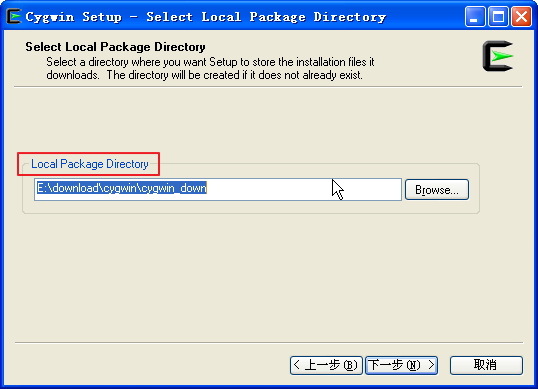 Cygwin Setup - Select Local Package Directory
Select Local Package Directory
Select a directory where you want Setup to store the installation files it
downloads. The directory will be created if it does not already exist.
Local Package Directory
E:\download\cygwin\cygwin_down
Browse...
< 上一步(B)
下一步(N) >
取消